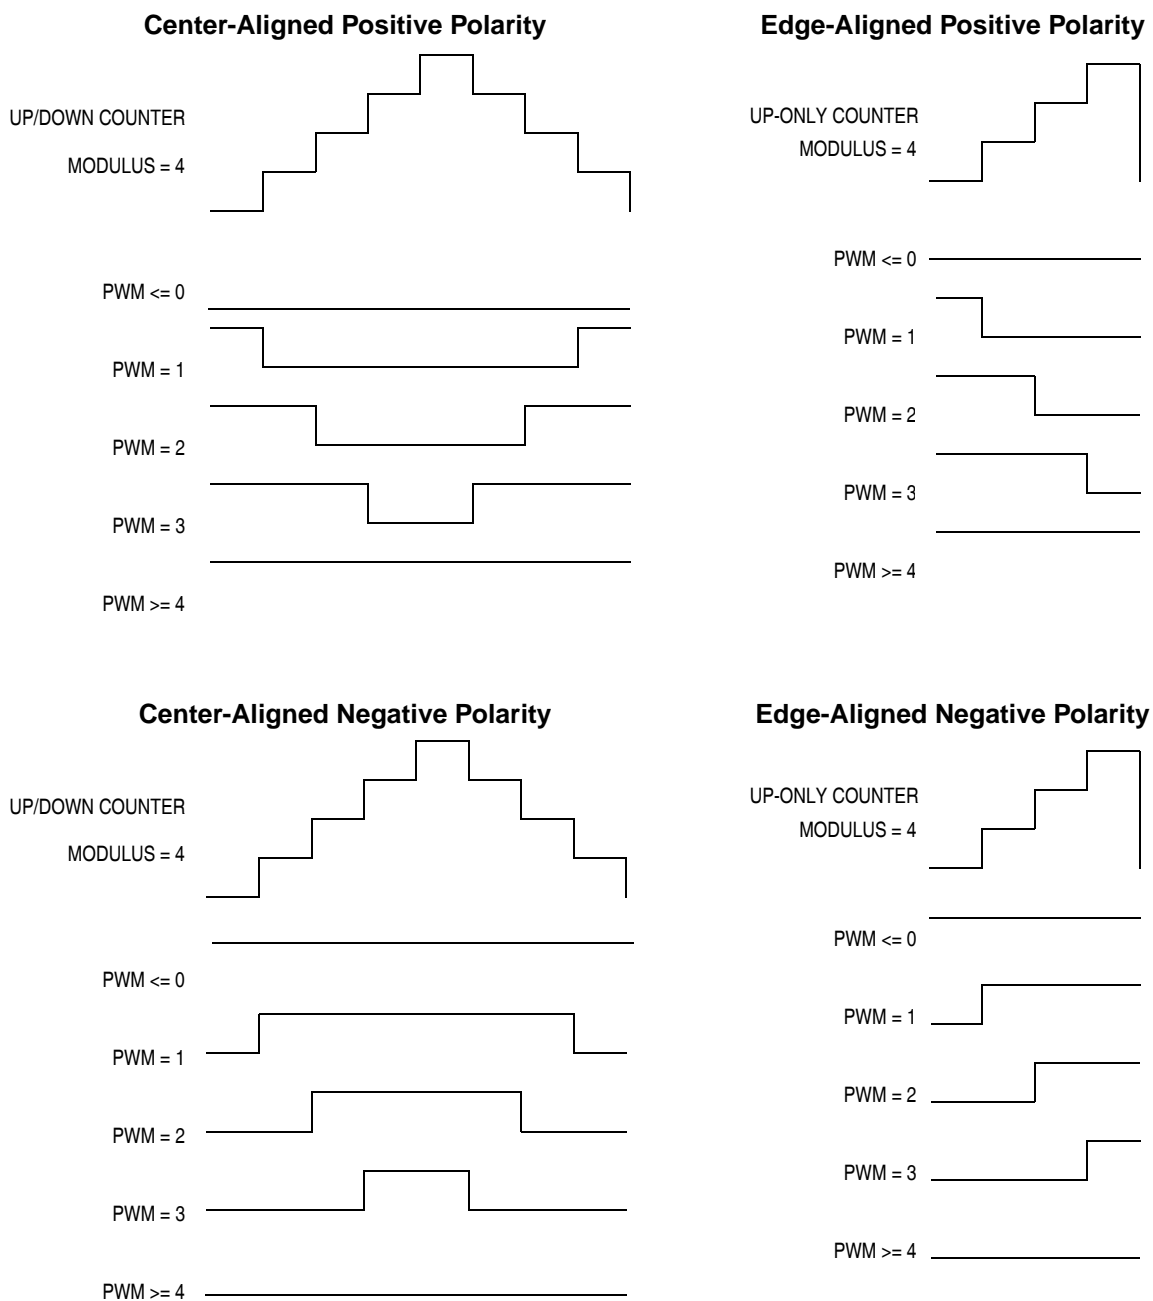 Center-Aligned Positive Polarity
UP/DOWN COUNTER
MODULUS = 4
PWM <= 0
PWM = 1
PWM = 2
PWM = 3
PWM >= 4
Edge-Aligned Positive Polarity
UP-ONLY COUNTER
MODULUS = 4
PWM <= 0
PWM = 1
PWM = 2
PWM = 3
PWM >= 4
Center-Aligned Negative Polarity
UP/DOWN COUNTER
MODULUS = 4
PWM <= 0
PWM = 1
PWM = 2
PWM = 3
PWM >= 4
Edge-Aligned Negative Polarity
UP-ONLY COUNTER
MODULUS = 4
PWM <= 0
PWM = 1
PWM = 2
PWM = 3
PWM >= 4